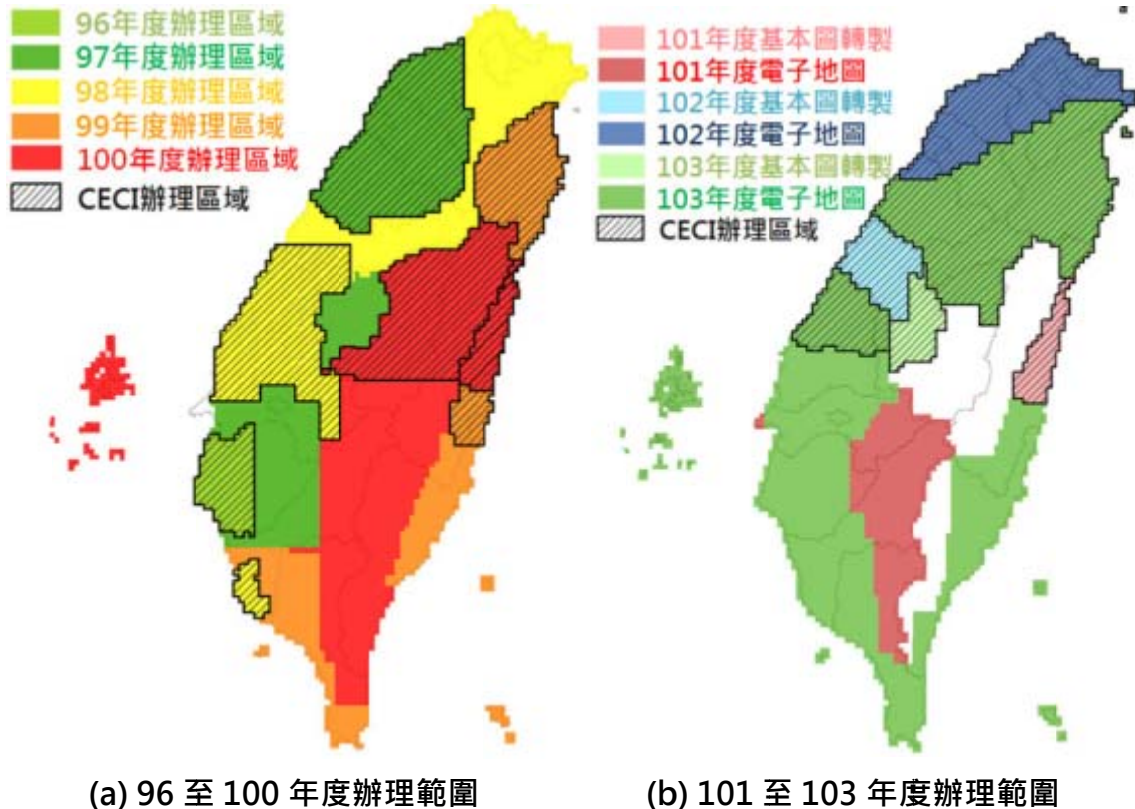 96年度辦理區域
97年度辦理區域
98年度辦理區域
99年度辦理區域
100年度辦理區域
CECI辦理區域
101年度基本圖轉製
101年度電子地圖
102年度基本圖轉製
102年度電子地圖
103年度基本圖轉製
103年度電子地圖
CECI辦理區域
(a) 96 至 100 年度辦理範圍
(b) 101 至 103 年度辦理範圍